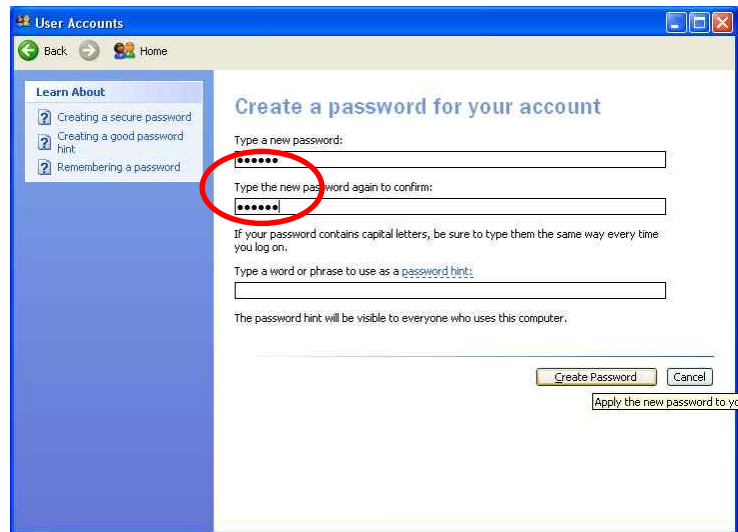 User Accounts
Back Home
Learn About
Creating a secure password
Creating a good password
hint
Remembering a password
Create a password for your account
Type a new password:
●●●●●●
Type the new password again to confirm:
●●●●●●
If your password contains capital letters, be sure to type them the same way every time
you log on.
Type a word or phrase to use as a password hint:
The password hint will be visible to everyone who uses this computer.
Create Password Cancel
Apply the new password to yo